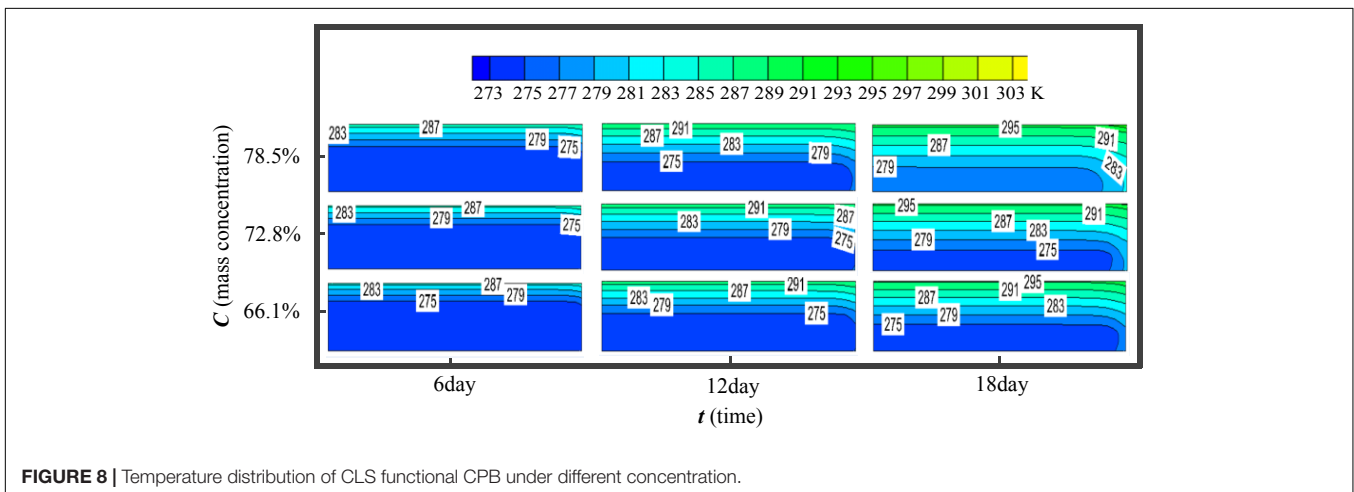 273 275 277 279 281 283 285 287 289 291 293 295 297 299 301 303 K
C (mass concentration)
78.5%
283 287 279 275
287 291 275 283 279
279 287 295 291 283
72.8%
283 279 287 275
283 291 279 287 275
295 279 287 283 275 291
66.1%
283 275 287 279
283 279 287 291 275
275 287 279 291 295 283
6day 12day 18day
t (time)
FIGURE 8 | Temperature distribution of CLS functional CPB under different concentration.